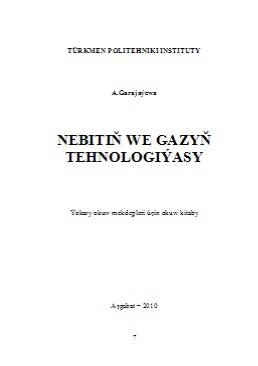 TÜRKMEN POLITEHNIKI INSTITUTY
A.Garajaýewa
NEBITIŇ WE GAZYŇ
TEHNOLOGIÝASY
Ýokary okuw mekdepleri üçin okuw kitaby
Aşgabat – 2010
7